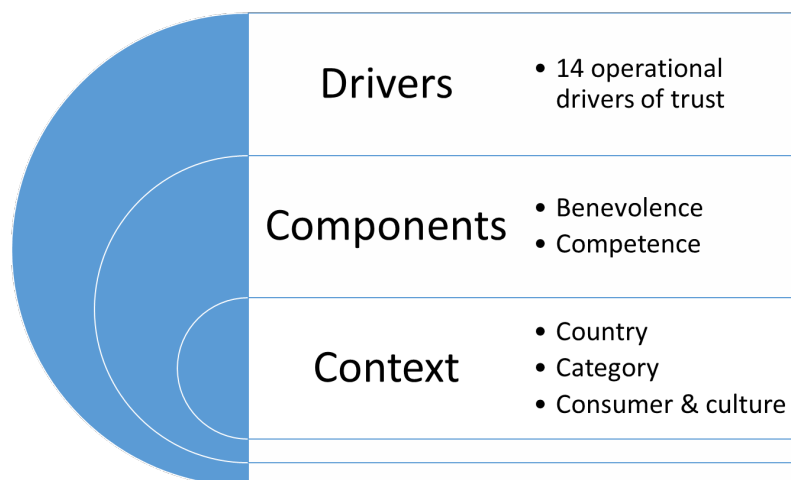 Drivers
• 14 operational
drivers of trust
Components
• Benevolence
• Competence
Context
• Country
• Category
• Consumer & culture